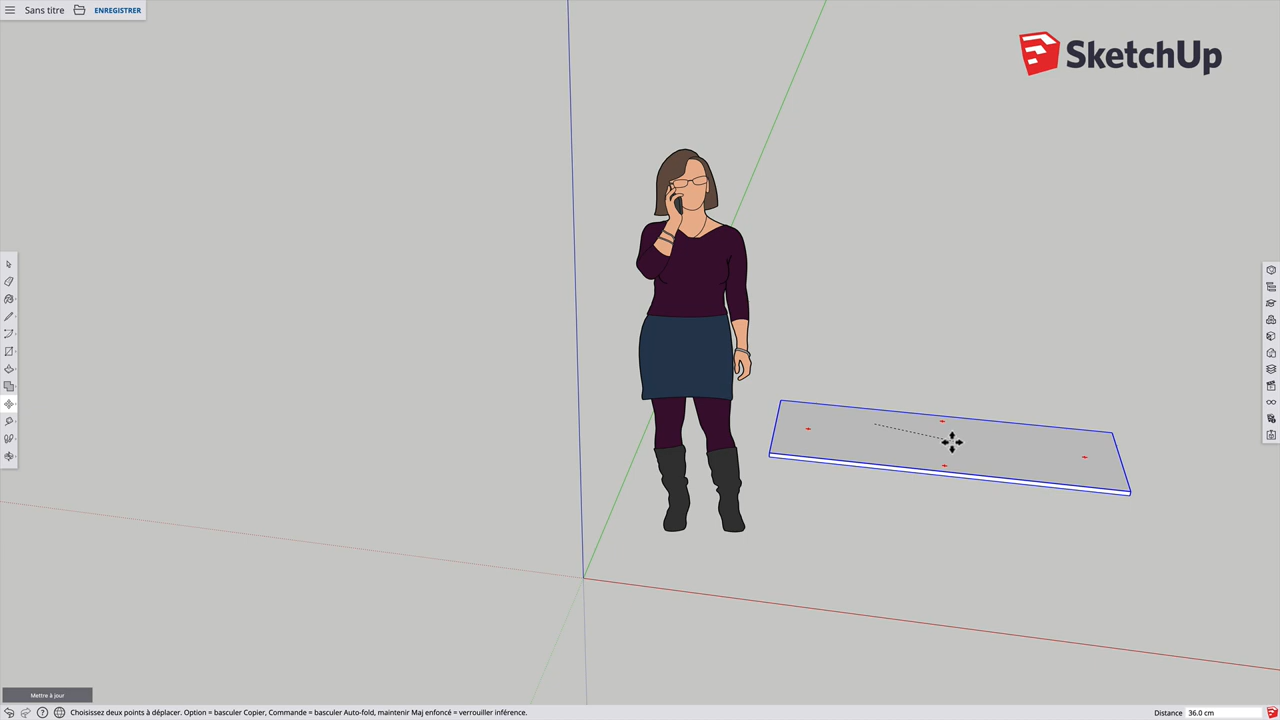 Sans titre
ENREGISTRER
SketchUp
Mettre à jour
Choisissez deux points à déplacer. Option = basculer Copier, Commande = basculer Auto-fold, maintenir Maj enfoncé = verrouiller inférence.
Distance 36.0 cm